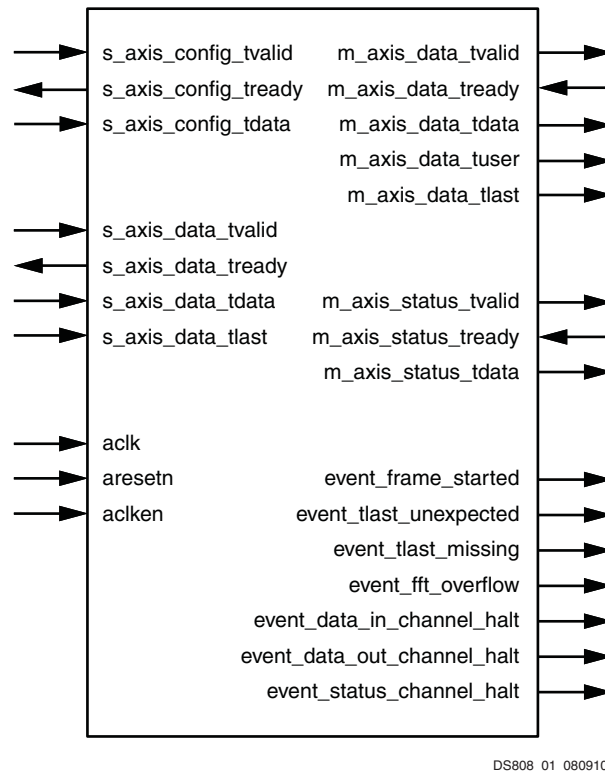 s_axis_config_tvalid m_axis_data_tvalid
s_axis_config_tready m_axis_data_tready
s_axis_config_tdata m_axis_data_tdata
m_axis_data_tuser
m_axis_data_tlast
s_axis_data_tvalid
s_axis_data_tready
s_axis_data_tdata m_axis_status_tvalid
s_axis_data_tlast m_axis_status_tready
m_axis_status_tdata
aclk
aresetn event_frame_started
aclken event_tlast_unexpected
event_tlast_missing
event_fft_overflow
event_data_in_channel_halt
event_data_out_channel_halt
event_status_channel_halt
DS808_01_080910